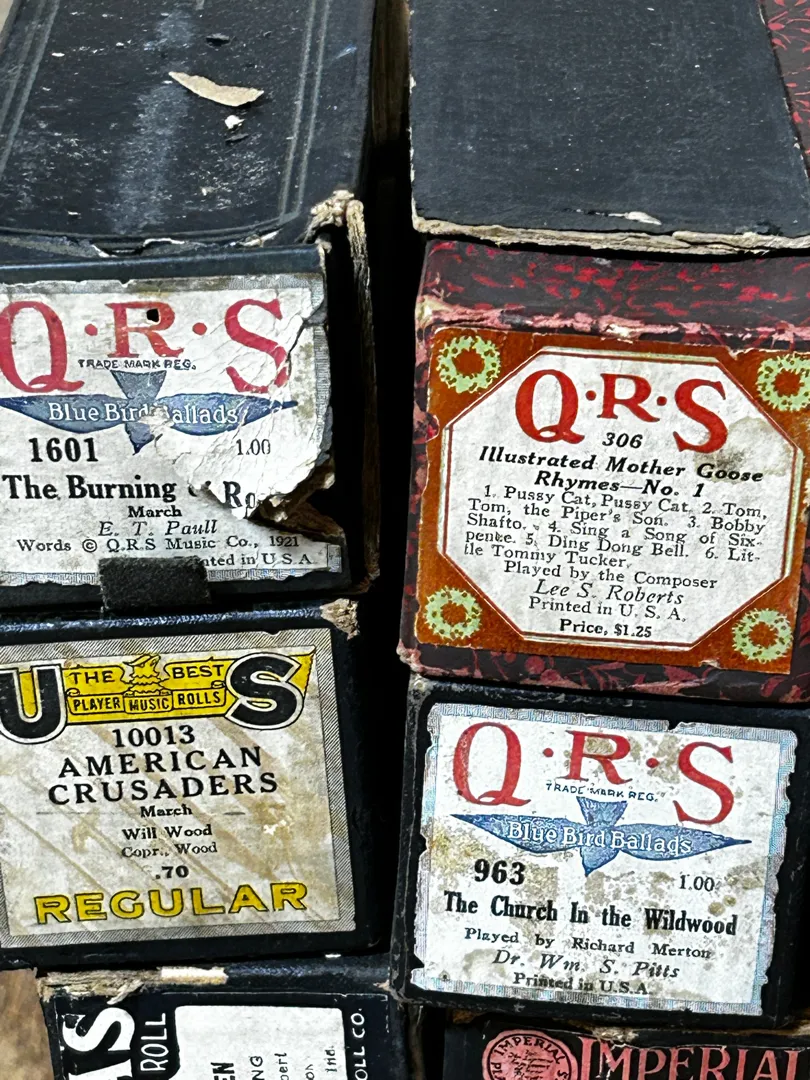 Q·R·S
TRADE MARK REG.
Blue Bird Ballads
1601 1.00
The Burning
March
E. T. Paull
Words © Q.R.S Music Co., 1921
U S A
THE BEST
U S
PLAYER MUSIC ROLLS
10013
AMERICAN
CRUSADERS
March
Will Wood
Copr., Wood
.70
REGULAR
ROLL
ROLL CO.
Q·R·S
306
Illustrated Mother Goose
Rhymes—No. 1
1. Pussy Cat, Pussy Cat. 2. Tom,
Tom, the Piper's Son. 3. Bobby
Shafto. 4. Sing a Song of Six-
pence. 5. Ding Dong Bell. 6. Lit-
tle Tommy Tucker.
Played by the Composer
Lee S. Roberts
Printed in U. S. A.
Price, $1.25
Q·R·S
TRADE MARK REG.
Blue Bird Ballads
963 1.00
The Church In the Wildwood
Played by Richard Merton
Dr. Wm. S. Pitts
Printed in U.S.A.
IMPERIAL
IMPERIAL